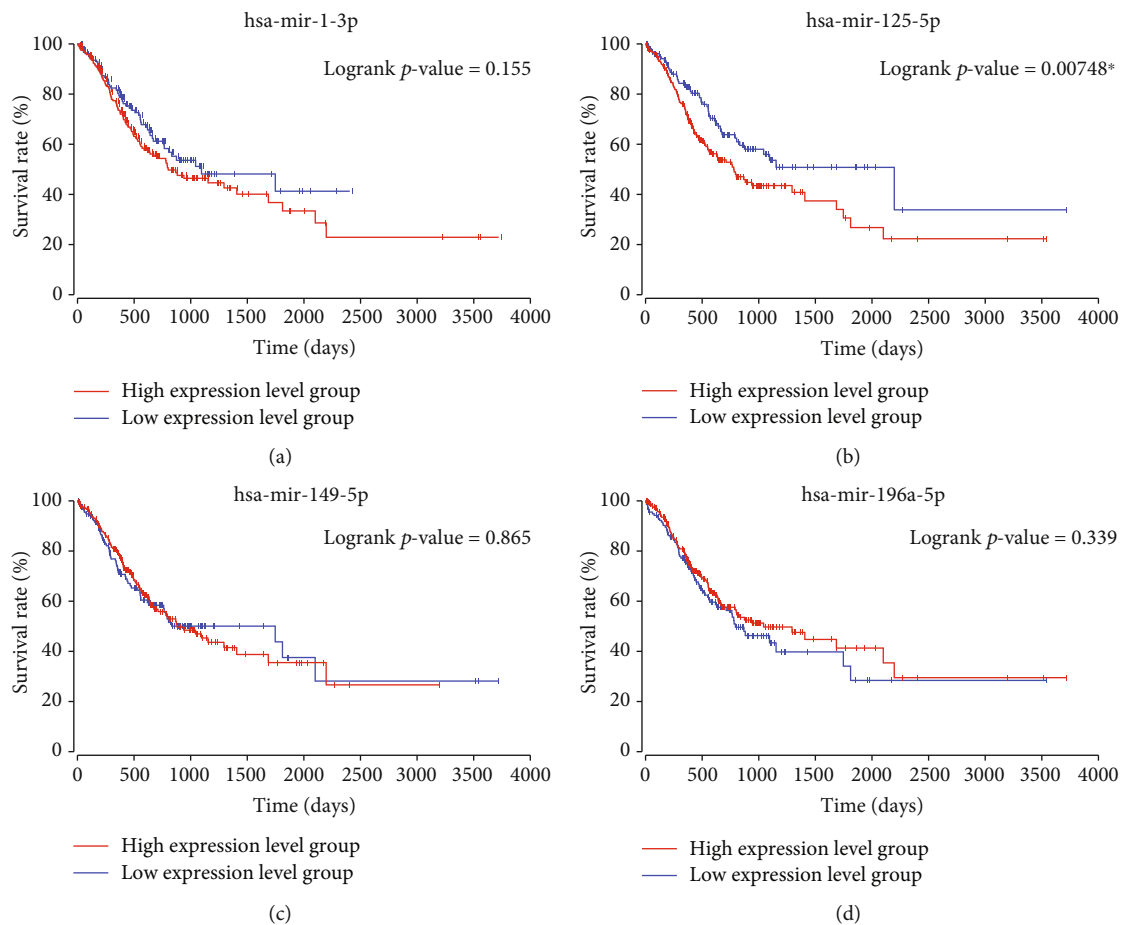 hsa-mir-1-3p
Logrank p-value = 0.155
Survival rate (%)
100
80
60
40
20
0
0 500 1000 1500 2000 2500 3000 3500 4000
Time (days)
High expression level group
Low expression level group
(a)
hsa-mir-125-5p
Logrank p-value = 0.00748*
Survival rate (%)
100
80
60
40
20
0
0 500 1000 1500 2000 2500 3000 3500 4000
Time (days)
High expression level group
Low expression level group
(b)
hsa-mir-149-5p
Logrank p-value = 0.865
Survival rate (%)
100
80
60
40
20
0
0 500 1000 1500 2000 2500 3000 3500 4000
Time (days)
High expression level group
Low expression level group
(c)
hsa-mir-196a-5p
Logrank p-value = 0.339
Survival rate (%)
100
80
60
40
20
0
0 500 1000 1500 2000 2500 3000 3500 4000
Time (days)
High expression level group
Low expression level group
(d)